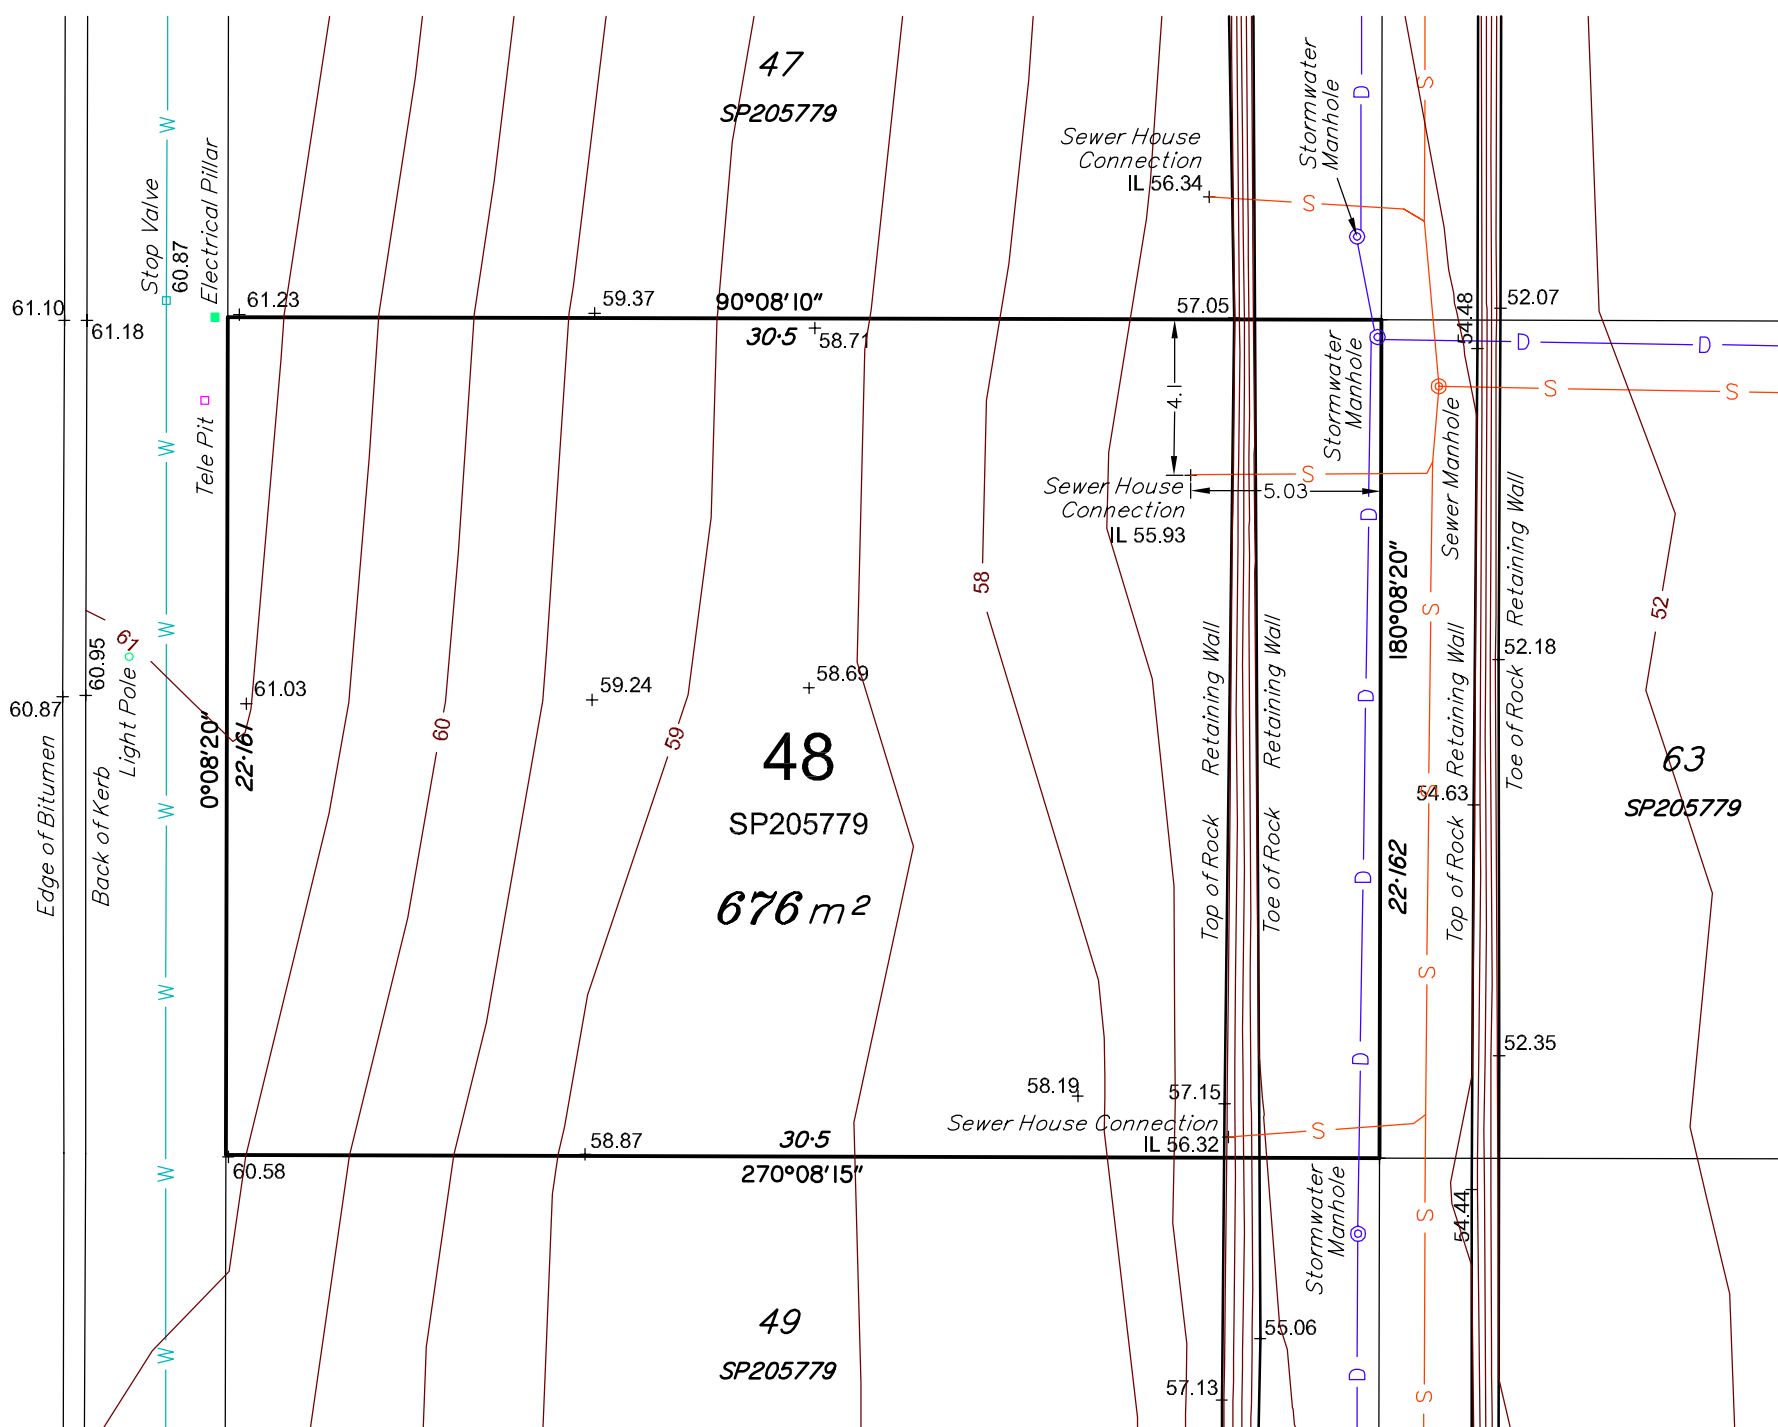 47
SP205779
Stormwater
Manhole
Sewer House
Connection
IL 56.34
Stop Valve
60.87
Electrical Pillar
W
D
S
S
61.10
61.18
61.23
59.37
90°08'10"
30·5
58.71
57.05
54.48
52.07
Stormwater
Manhole
D
D
W
Tele Pit
4.1
S
S
Sewer House
Connection
IL 55.93
S
5.03
D
Sewer Manhole
Top of Rock Retaining Wall
Toe of Rock Retaining Wall
58
180°08'20"
S
52
61
W
60.95
Light Pole
60.87
61.03
59.24
58.69
52.18
Edge of Bitumen
Back of Kerb
0°08'20"
22·161
60
59
48
SP205779
676 m²
Top of Rock Retaining Wall
Toe of Rock Retaining Wall
D
W
54.63
S
63
SP205779
D
22·162
W
S
D
52.35
58.19
57.15
Sewer House Connection
IL 56.32
S
30·5
270°08'15"
58.87
60.58
W
Stormwater
Manhole
54.44
S
49
SP205779
55.06
57.13
W
D
S